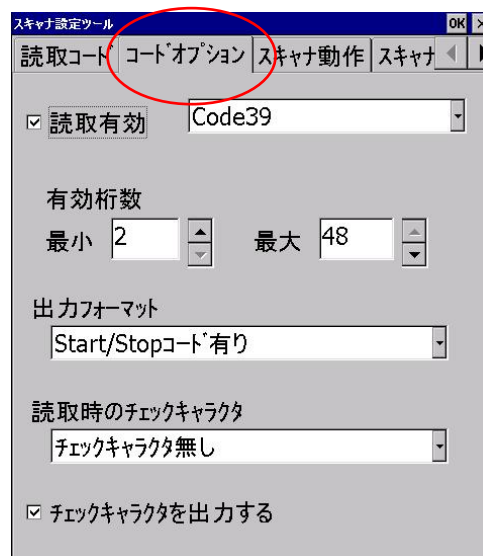 スキャナ設定ツール OK ×
読取コード コードオプション スキャナ動作 スキャナ
読取有効 Code39
有効桁数
最小 2 最大 48
出力フォーマット
Start/Stopコード有り
読取時のチェックキャラクタ
チェックキャラクタ無し
チェックキャラクタを出力する